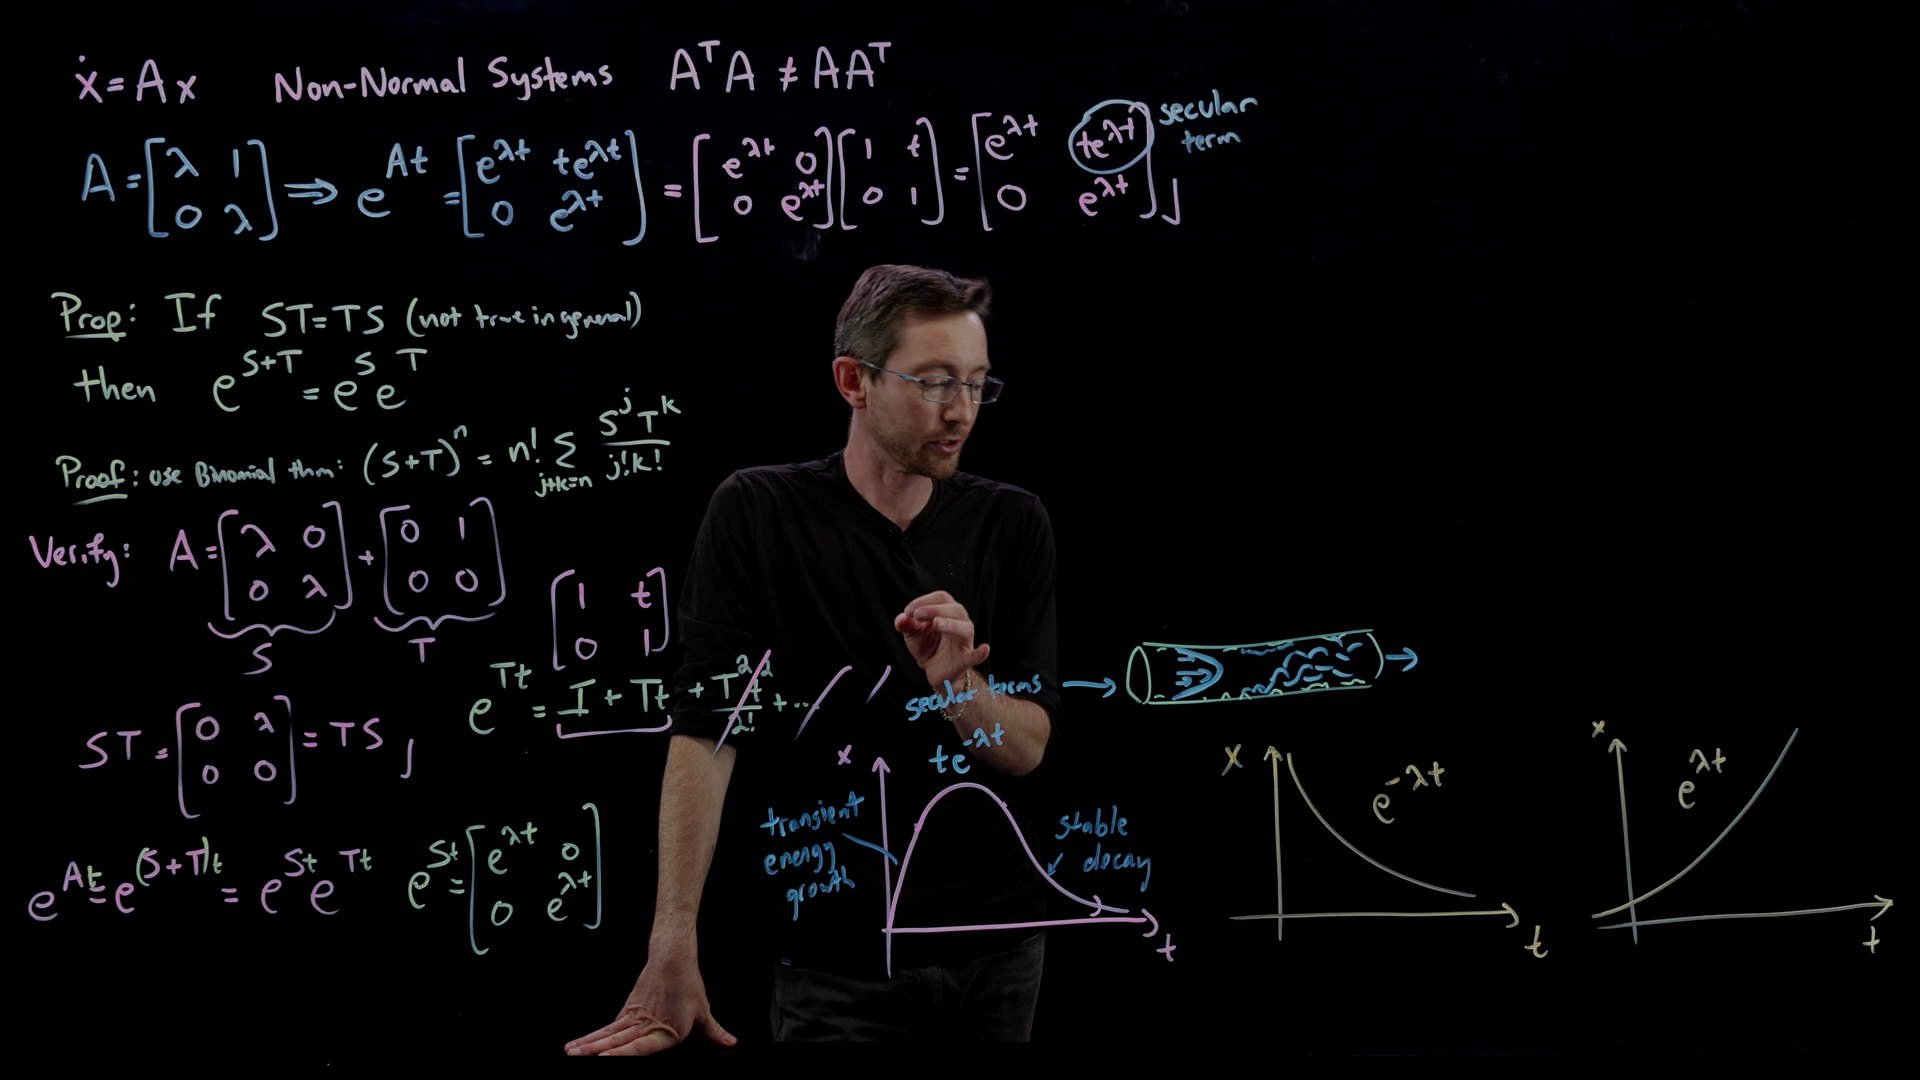 ẋ = Ax Non-Normal Systems AᵀA ≠ AAᵀ
A = [λ 1; 0 λ] ⇒ e^{At} = [e^{λt} te^{λt}; 0 e^{λt}] = [e^{λt} 0; 0 e^{λt}] [1 t; 0 1] = [e^{λt} te^{λt}; 0 e^{λt}]
secular
term
Prop: If ST=TS (not true in general)
then e^{S+T} = e^S e^T
Proof: use Binomial thm: (S+T)^n = n! Σ_{j+k=n} S^j T^k / j!k!
Verify: A = [λ 0; 0 λ] + [0 1; 0 0]
S T
[1 t; 0 1]
e^{Tt} = I + Tt + T²t²/2! + ...
ST = [0 λ; 0 0] = TS
e^{At} = e^{(S+T)t} = e^{St} e^{Tt} e^{St} = [e^{λt} 0; 0 e^{λt}]
secular terms
te^{-λt}
x
transient
energy
growth
stable
decay
t
x
e^{-λt}
t
x
e^{λt}
t